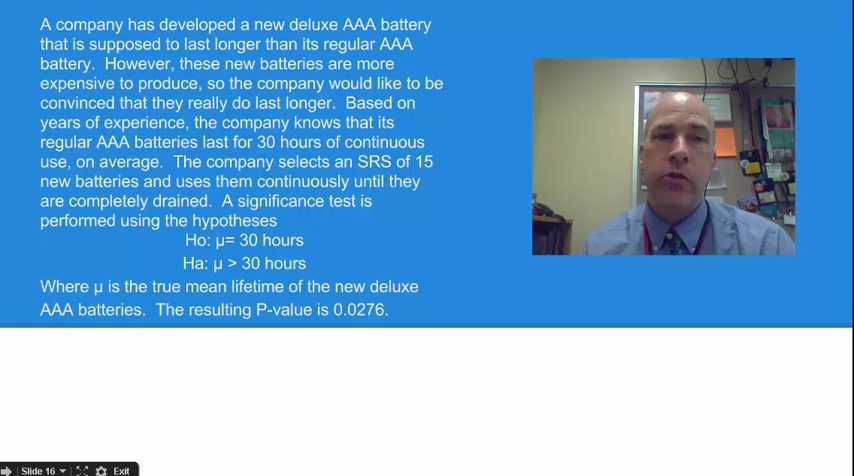 A company has developed a new deluxe AAA battery
that is supposed to last longer than its regular AAA
battery.  However, these new batteries are more
expensive to produce, so the company would like to be
convinced that they really do last longer.  Based on
years of experience, the company knows that its
regular AAA batteries last for 30 hours of continuous
use, on average.  The company selects an SRS of 15
new batteries and uses them continuously until they
are completely drained.  A significance test is
performed using the hypotheses
Ho: µ= 30 hours
Ha: µ > 30 hours
Where µ is the true mean lifetime of the new deluxe
AAA batteries.  The resulting P-value is 0.0276.
Slide 16 Exit